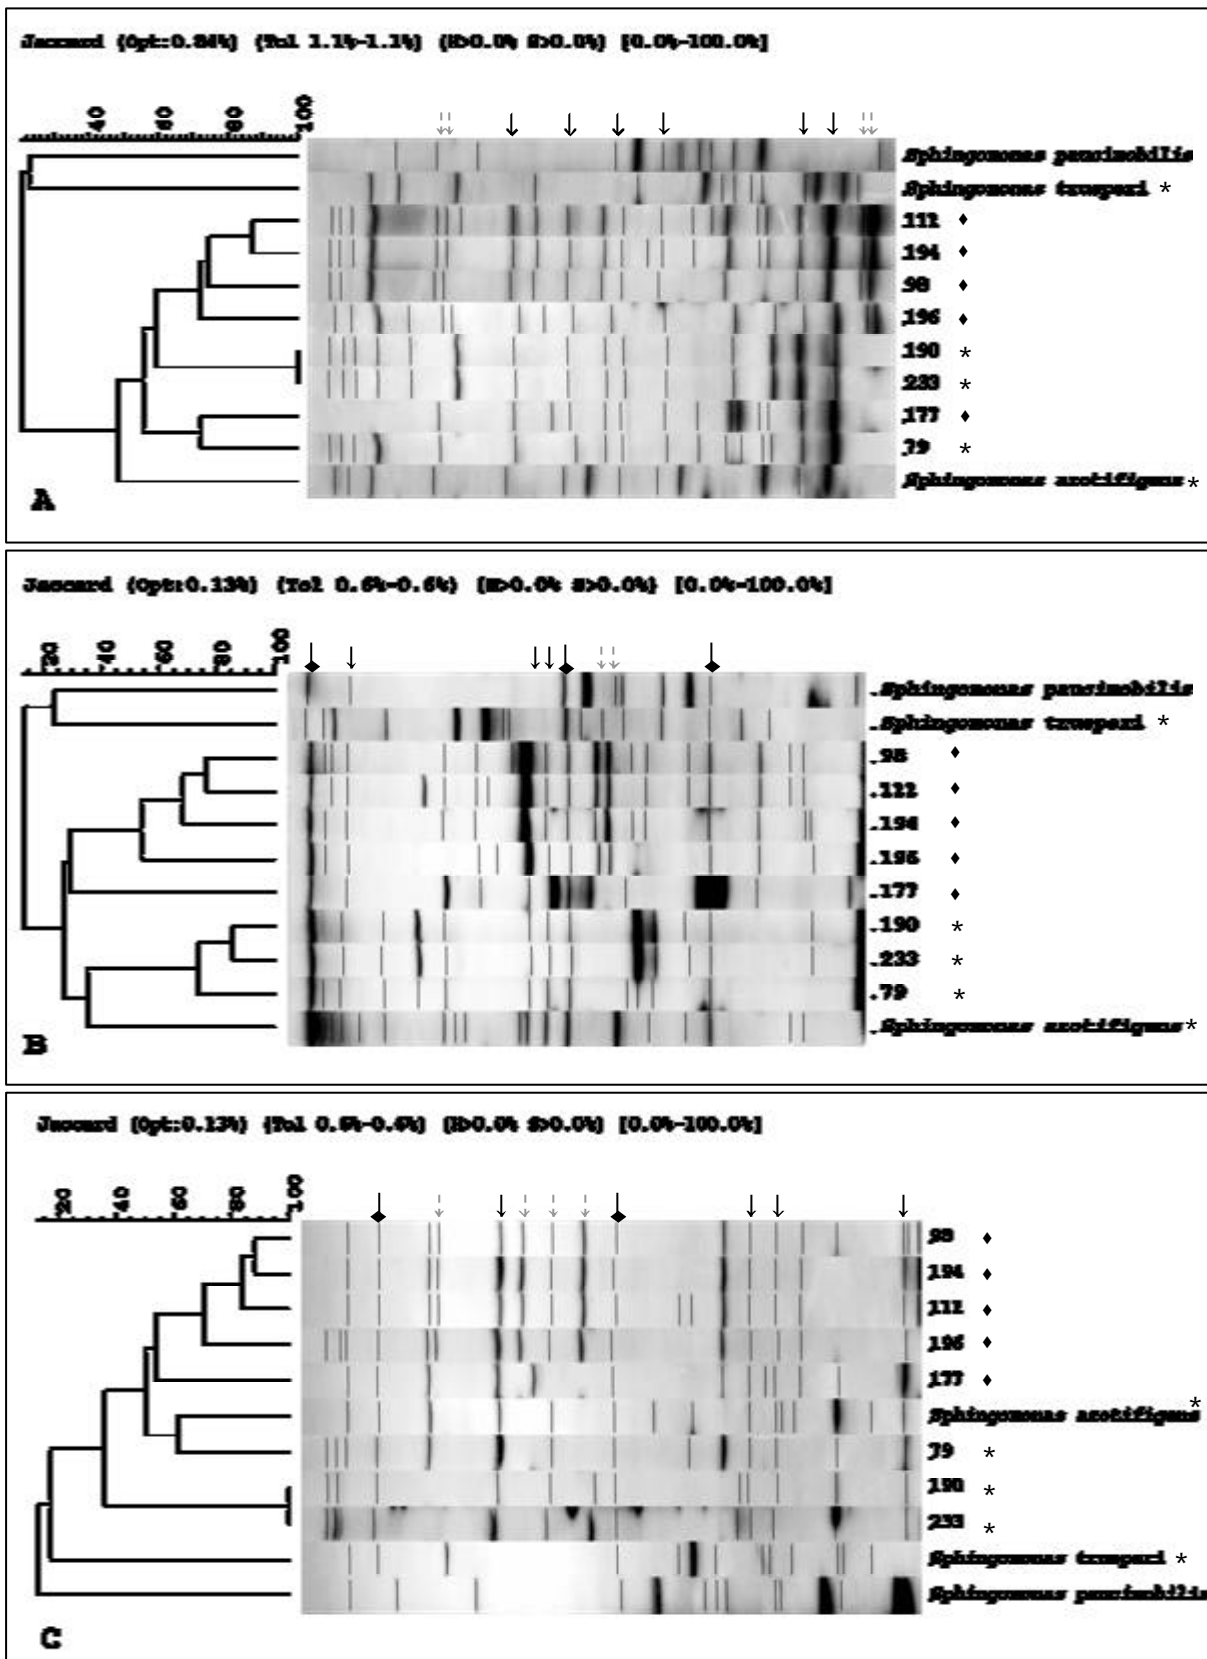 Jaccard (Opt:0.84%) (Tol 1.1%-1.1%) (H>0.0% S>0.0%) [0.0%-100.0%]
40 60 80 100
Sphingomonas paucimobilis
Sphingomonas trueperi *
112 ♦
194 ♦
98 ♦
196 ♦
190 *
233 *
177 ♦
79 *
Sphingomonas azotifigens *
A
Jaccard (Opt:0.13%) (Tol 0.6%-0.6%) (H>0.0% S>0.0%) [0.0%-100.0%]
20 40 60 80 100
.Sphingomonas paucimobilis
.Sphingomonas trueperi *
.98 ♦
.112 ♦
.194 ♦
.196 ♦
.177 ♦
.190 *
.233 *
.79 *
.Sphingomonas azotifigens *
B
Jaccard (Opt:0.13%) (Tol 0.6%-0.6%) (H>0.0% S>0.0%) [0.0%-100.0%]
20 40 60 80 100
98 ♦
194 ♦
112 ♦
196 ♦
177 ♦
Sphingomonas azotifigens *
79 *
190 *
233 *
Sphingomonas trueperi *
Sphingomonas paucimobilis
C